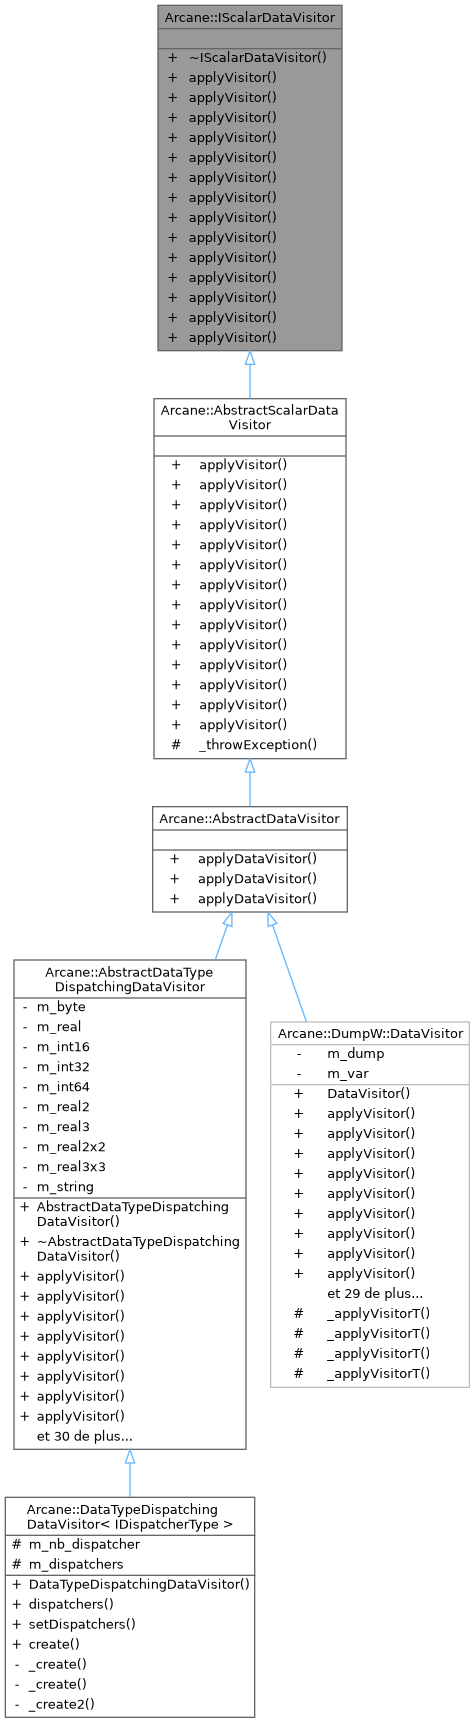 Arcane::IScalarDataVisitor
+ ~IScalarDataVisitor()
+ applyVisitor()
+ applyVisitor()
+ applyVisitor()
+ applyVisitor()
+ applyVisitor()
+ applyVisitor()
+ applyVisitor()
+ applyVisitor()
+ applyVisitor()
+ applyVisitor()
+ applyVisitor()
+ applyVisitor()
+ applyVisitor()
+ applyVisitor()
Arcane::AbstractScalarData
Visitor
+ applyVisitor()
+ applyVisitor()
+ applyVisitor()
+ applyVisitor()
+ applyVisitor()
+ applyVisitor()
+ applyVisitor()
+ applyVisitor()
+ applyVisitor()
+ applyVisitor()
+ applyVisitor()
+ applyVisitor()
+ applyVisitor()
+ applyVisitor()
# _throwException()
Arcane::AbstractDataVisitor
+ applyDataVisitor()
+ applyDataVisitor()
+ applyDataVisitor()
Arcane::AbstractDataType
DispatchingDataVisitor
- m_byte
- m_real
- m_int16
- m_int32
- m_int64
- m_real2
- m_real3
- m_real2x2
- m_real3x3
- m_string
+ AbstractDataTypeDispatching
DataVisitor()
+ ~AbstractDataTypeDispatching
DataVisitor()
+ applyVisitor()
+ applyVisitor()
+ applyVisitor()
+ applyVisitor()
+ applyVisitor()
+ applyVisitor()
+ applyVisitor()
+ applyVisitor()
et 30 de plus...
Arcane::DumpW::DataVisitor
- m_dump
- m_var
+ DataVisitor()
+ applyVisitor()
+ applyVisitor()
+ applyVisitor()
+ applyVisitor()
+ applyVisitor()
+ applyVisitor()
+ applyVisitor()
+ applyVisitor()
+ applyVisitor()
et 29 de plus...
# _applyVisitorT()
# _applyVisitorT()
# _applyVisitorT()
# _applyVisitorT()
Arcane::DataTypeDispatching
DataVisitor< IDispatcherType >
# m_nb_dispatcher
# m_dispatchers
+ DataTypeDispatchingDataVisitor()
+ dispatchers()
+ setDispatchers()
+ create()
- _create()
- _create()
- _create2()